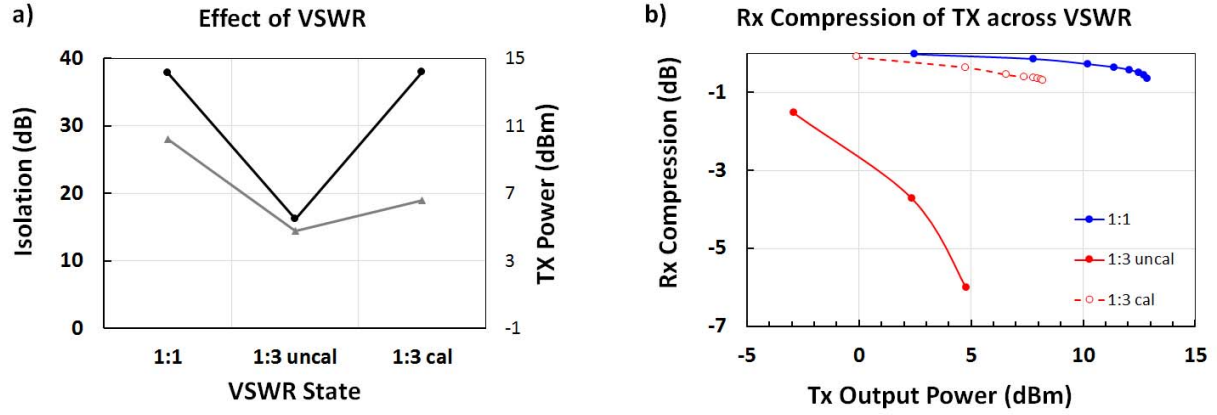 a)
Effect of VSWR
Isolation (dB)
40
30
20
10
0
TX Power (dBm)
15
11
7
3
-1
1:1
1:3 uncal
1:3 cal
VSWR State
b)
Rx Compression of TX across VSWR
Rx Compression (dB)
-1
-3
-5
-7
1:1
1:3 uncal
1:3 cal
-5
0
5
10
15
Tx Output Power (dBm)